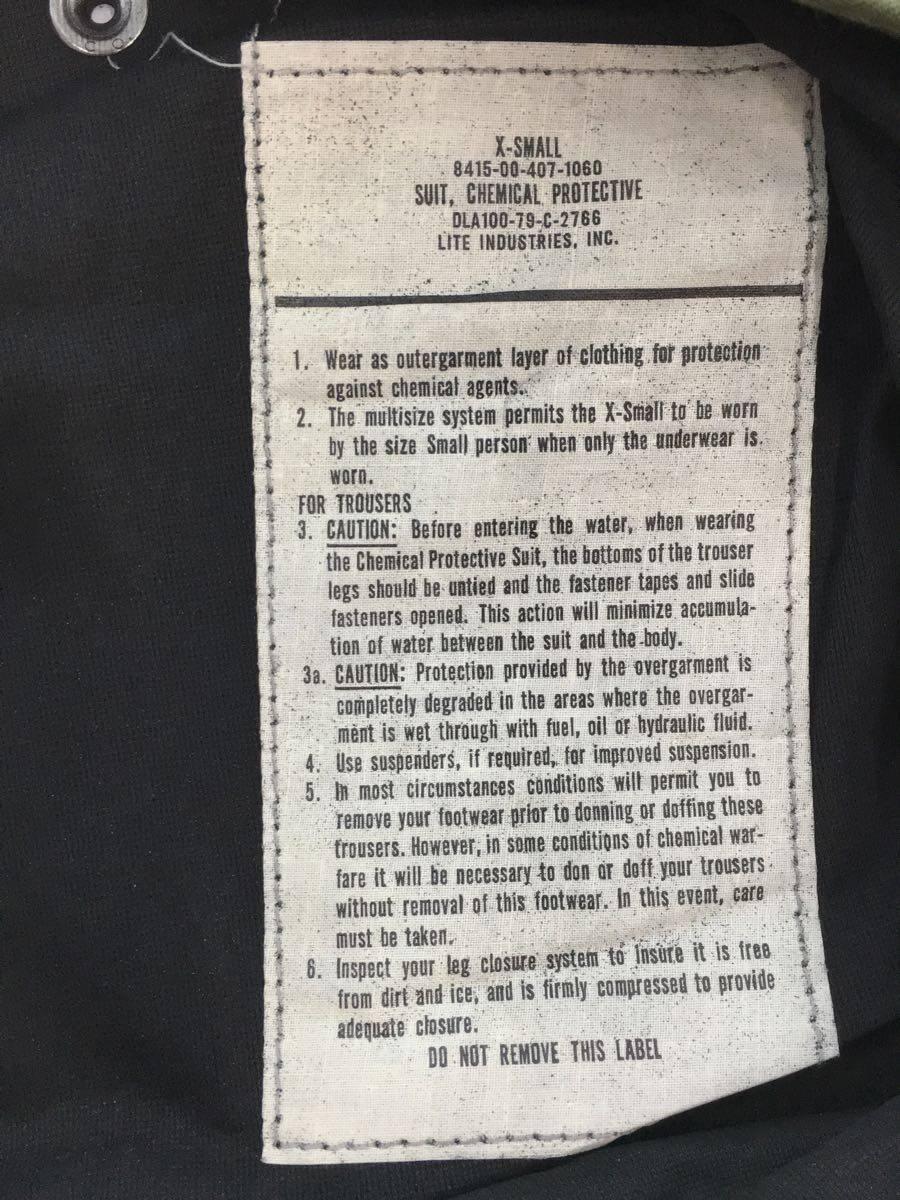 X-SMALL
8415-00-407-1060
SUIT, CHEMICAL PROTECTIVE
DLA100-79-C-2766
LITE INDUSTRIES, INC.
1. Wear as outergarment layer of clothing for protection
against chemical agents.
2. The multisize system permits the X-Small to be worn
by the size Small person when only the underwear is
worn.
FOR TROUSERS
3. CAUTION: Before entering the water, when wearing
the Chemical Protective Suit, the bottoms of the trouser
legs should be untied and the fastener tapes and slide
fasteners opened. This action will minimize accumula-
tion of water between the suit and the body.
3a. CAUTION: Protection provided by the overgarment is
completely degraded in the areas where the overgar-
ment is wet through with fuel, oil or hydraulic fluid.
4. Use suspenders, if required, for improved suspension.
5. In most circumstances conditions will permit you to
remove your footwear prior to donning or doffing these
trousers. However, in some conditions of chemical war-
fare it will be necessary to don or doff your trousers
without removal of this footwear. In this event, care
must be taken.
6. Inspect your leg closure system to insure it is free
from dirt and ice, and is firmly compressed to provide
adequate closure.
DO NOT REMOVE THIS LABEL